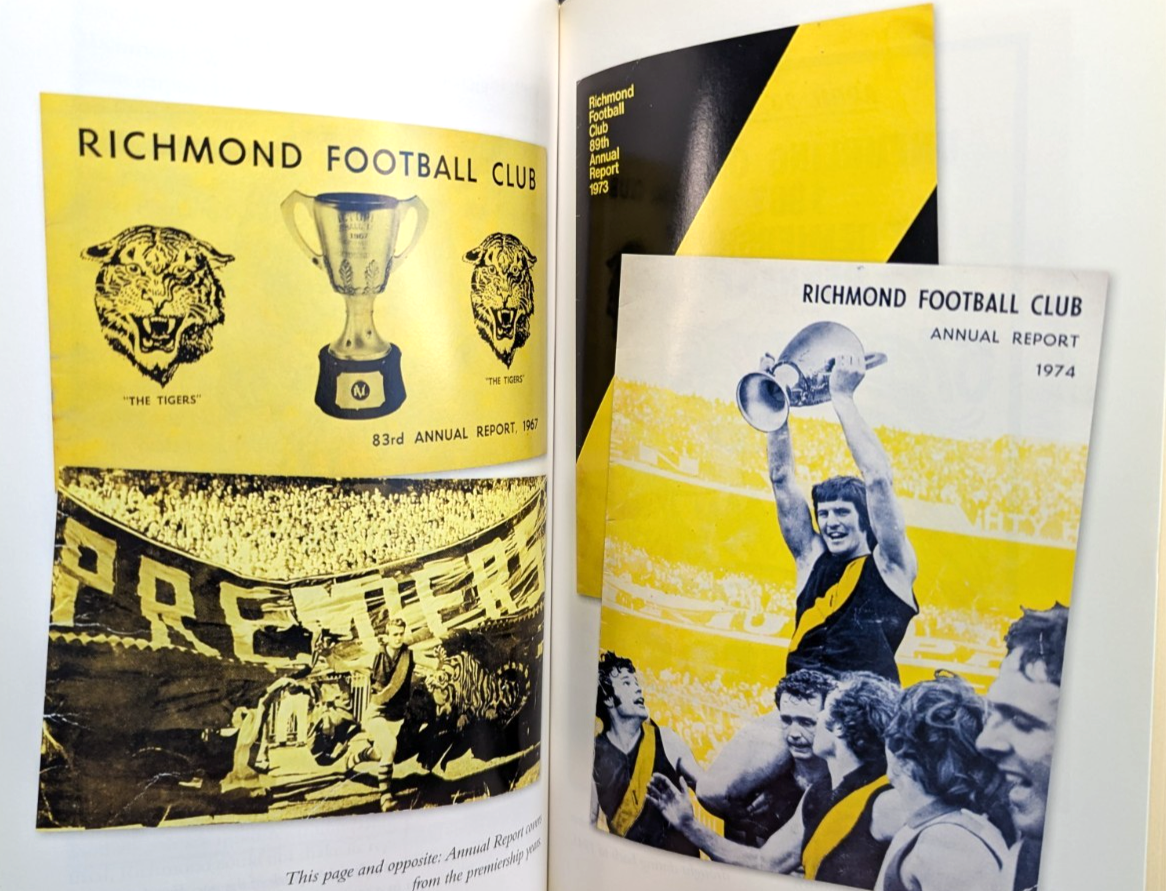 RICHMOND FOOTBALL CLUB
1967
"THE TIGERS"
"THE TIGERS"
83rd ANNUAL REPORT, 1967
PREMIERS
This page and opposite: Annual Report covers
from the premiership years.
Richmond
Football
Club
89th
Annual
Report
1973
RICHMOND FOOTBALL CLUB
ANNUAL REPORT
1974